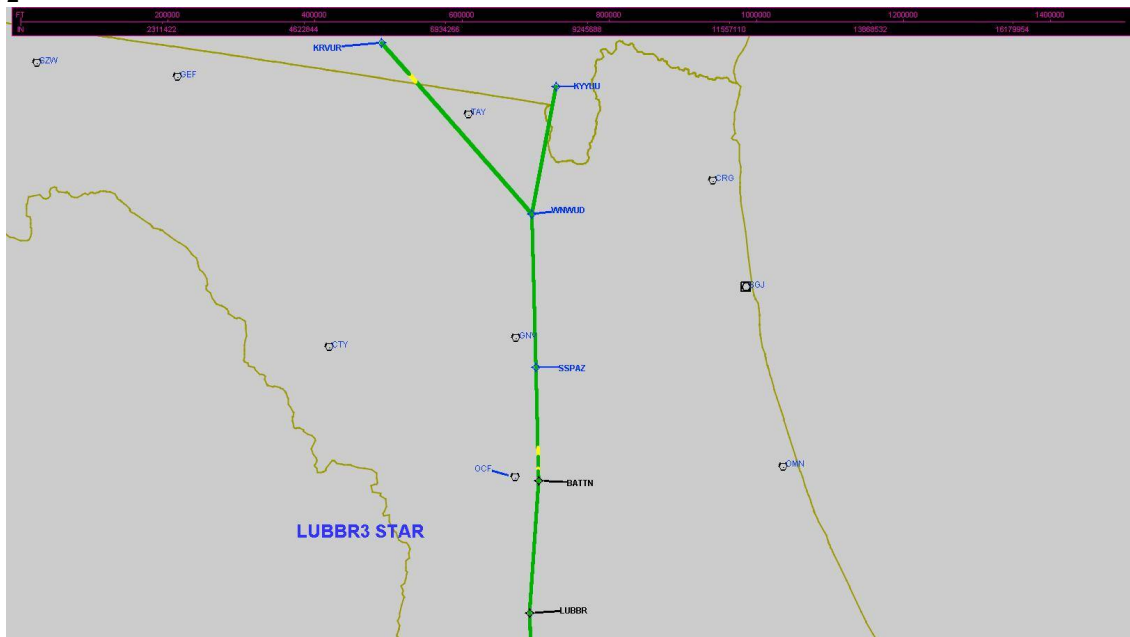 FT 200000 400000 600000 800000 1000000 1200000 1400000
IN 2311422 4622844 6934266 9245688 11557110 13868532 16179954
KRVUR
SZW
GEF
KYYUU
TAY
CRG
WNWUD
SGJ
GNV
CTY
SSPAZ
OCF
OMN
BATTN
LUBBR3 STAR
LUBBR